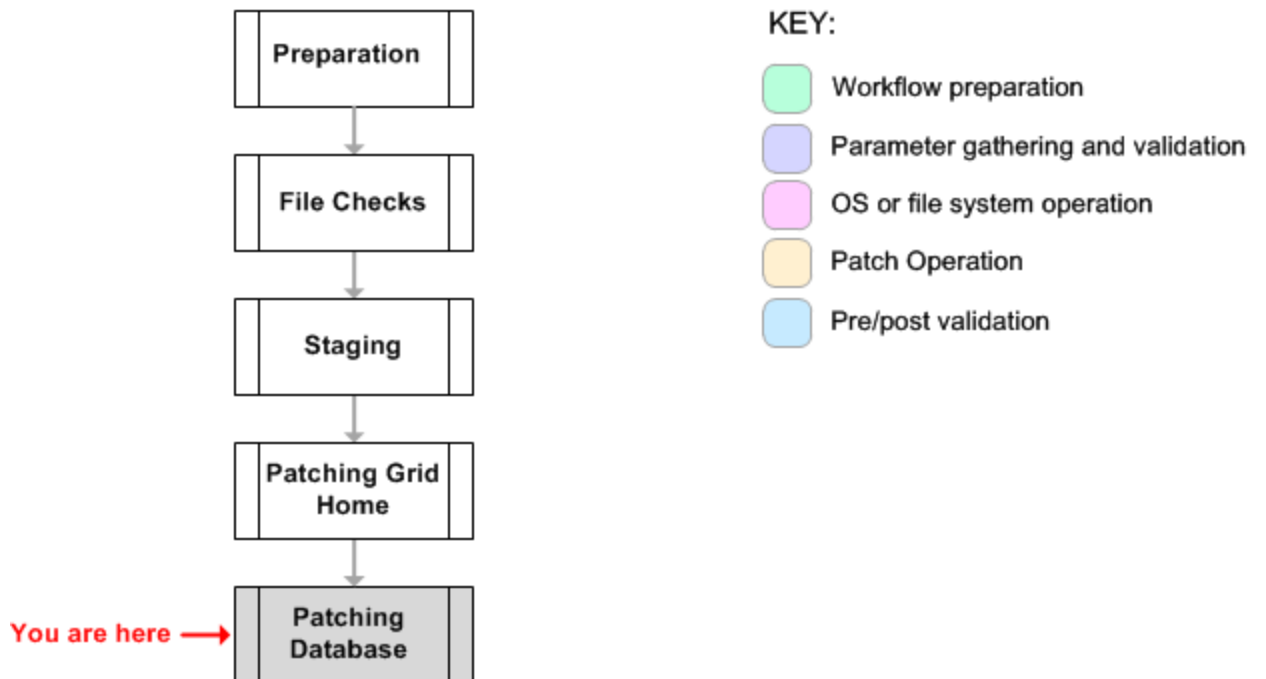 Preparation
File Checks
Staging
Patching Grid
Home
You are here
Patching
Database
KEY:
Workflow preparation
Parameter gathering and validation
OS or file system operation
Patch Operation
Pre/post validation